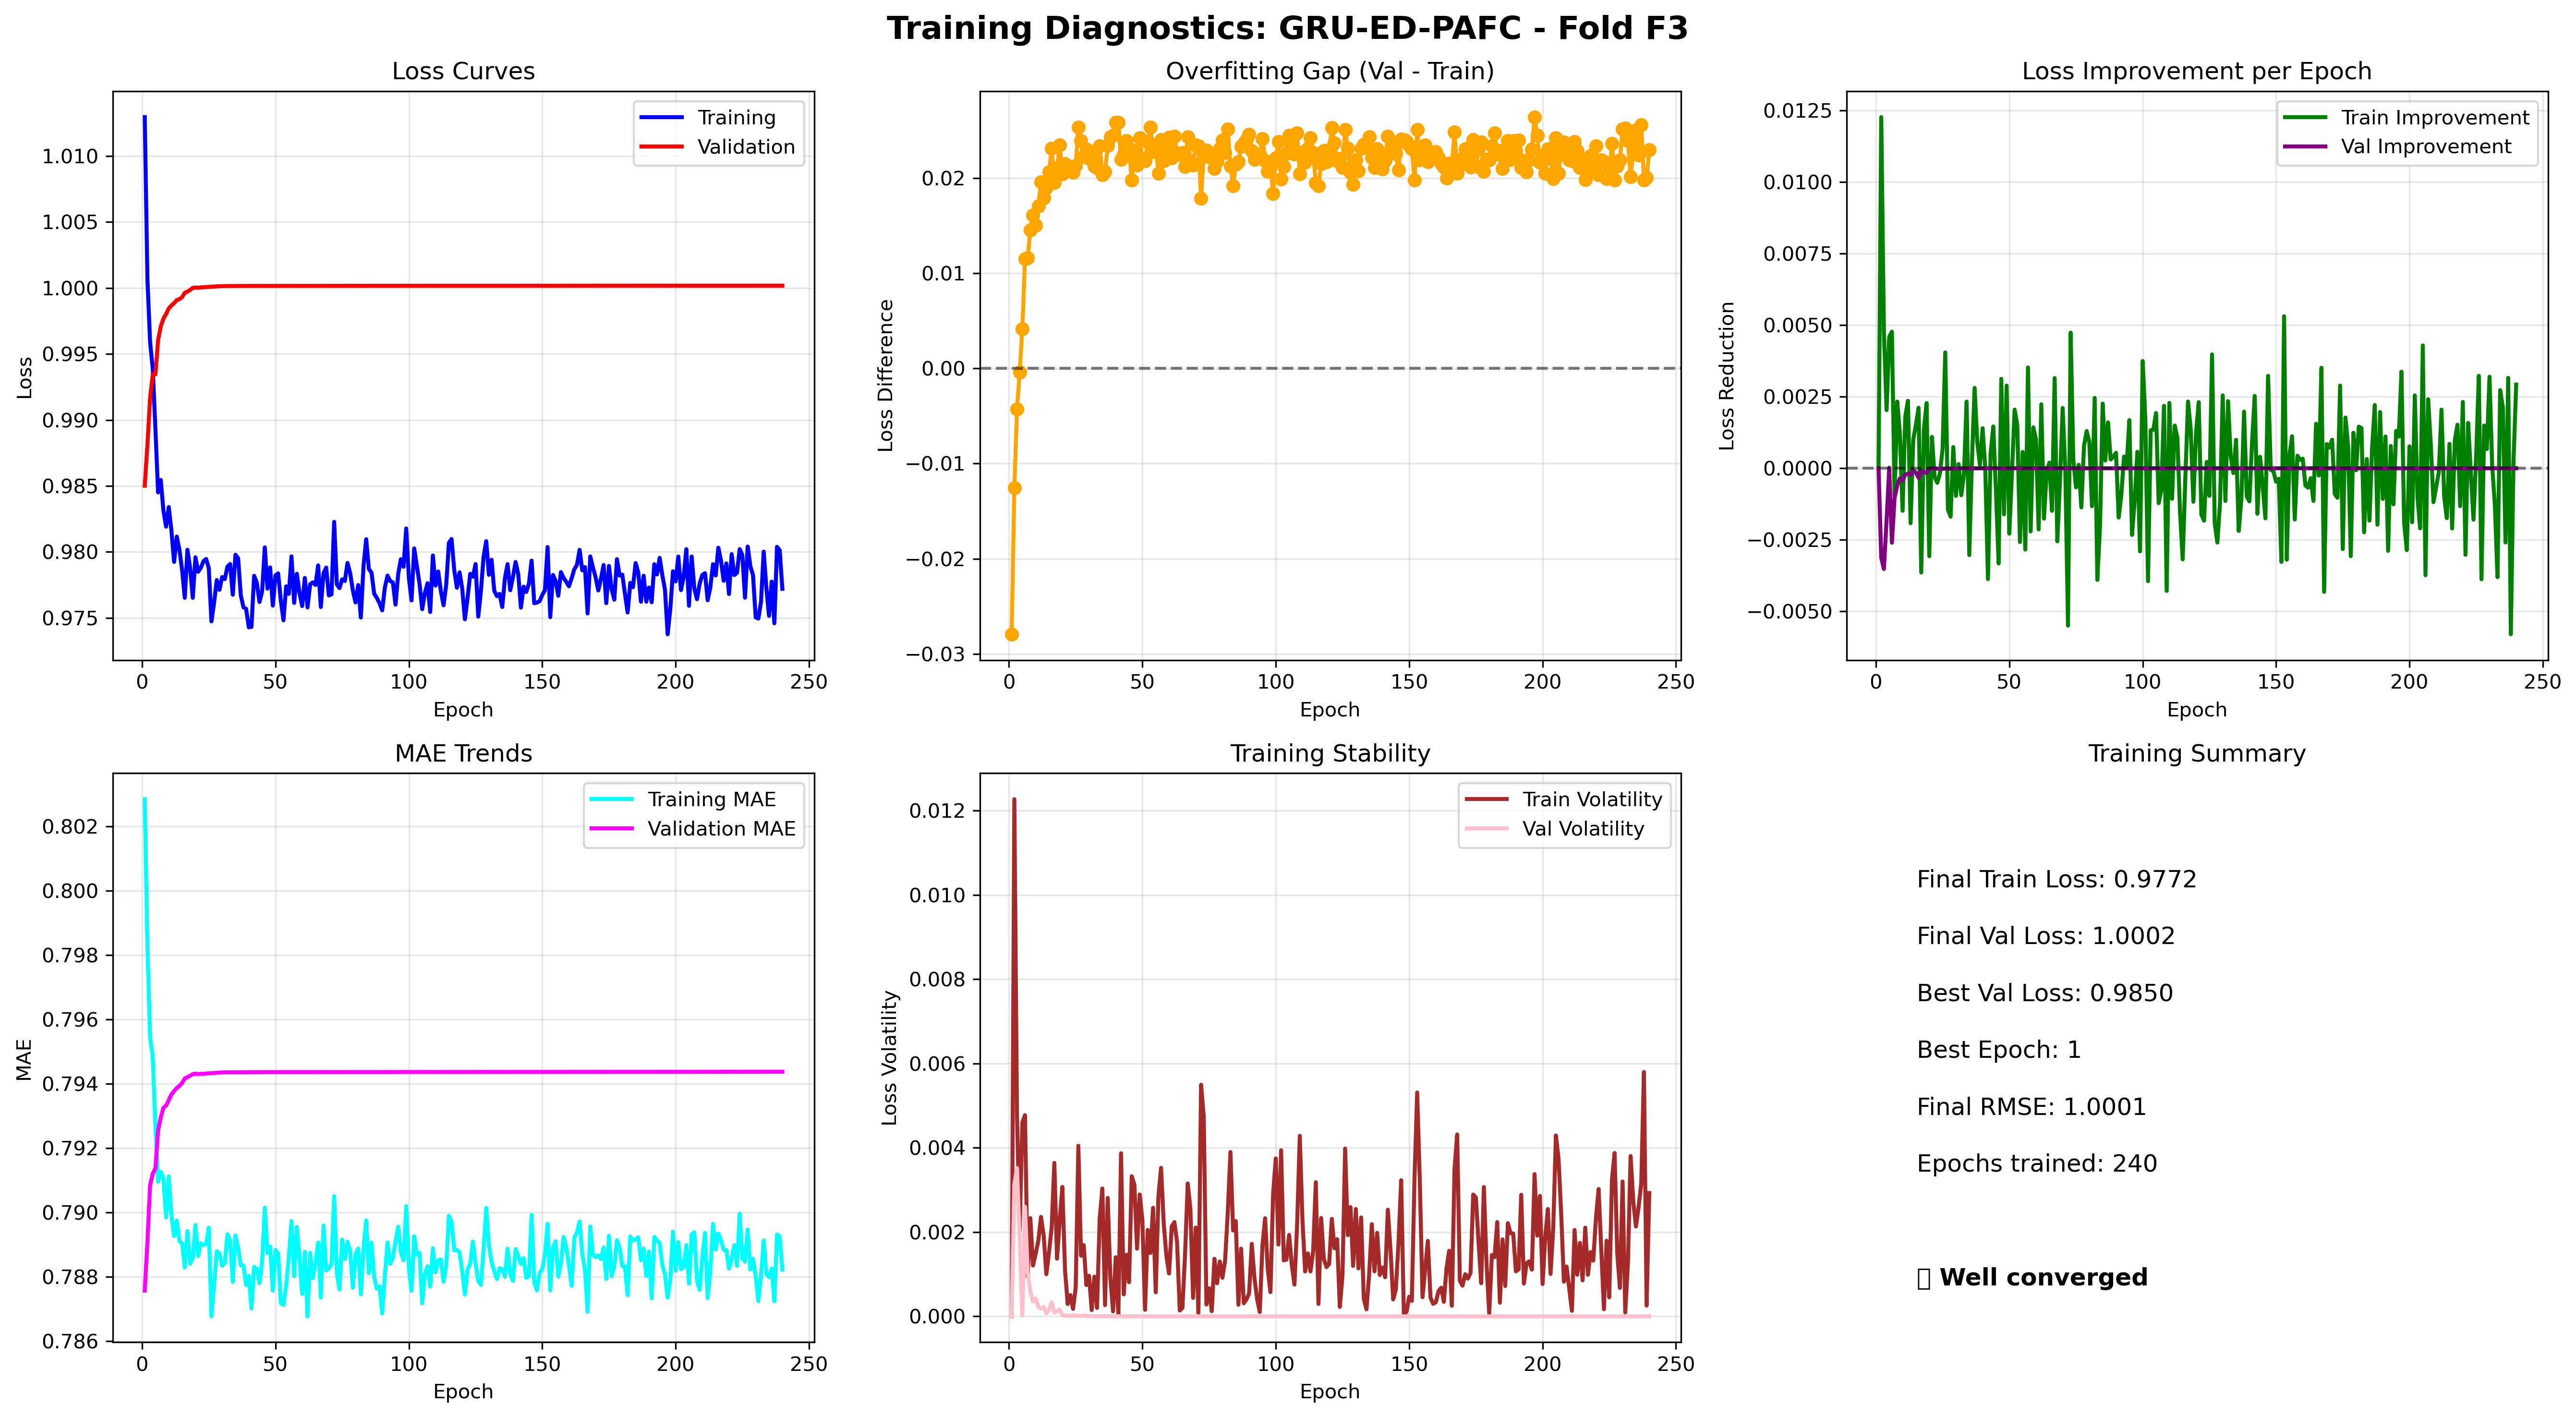 Training Diagnostics: GRU-ED-PAFC - Fold F3
Loss Curves
Training
Validation
1.010
1.005
1.000
0.995
0.990
0.985
0.980
0.975
Loss
0 50 100 150 200 250
Epoch
Overfitting Gap (Val - Train)
0.02
0.01
0.00
−0.01
−0.02
−0.03
Loss Difference
0 50 100 150 200 250
Epoch
Loss Improvement per Epoch
Train Improvement
Val Improvement
0.0125
0.0100
0.0075
0.0050
0.0025
0.0000
−0.0025
−0.0050
Loss Reduction
0 50 100 150 200 250
Epoch
MAE Trends
Training MAE
Validation MAE
0.802
0.800
0.798
0.796
0.794
0.792
0.790
0.788
0.786
MAE
0 50 100 150 200 250
Epoch
Training Stability
Train Volatility
Val Volatility
0.012
0.010
0.008
0.006
0.004
0.002
0.000
Loss Volatility
0 50 100 150 200 250
Epoch
Training Summary
Final Train Loss: 0.9772
Final Val Loss: 1.0002
Best Val Loss: 0.9850
Best Epoch: 1
Final RMSE: 1.0001
Epochs trained: 240
Well converged